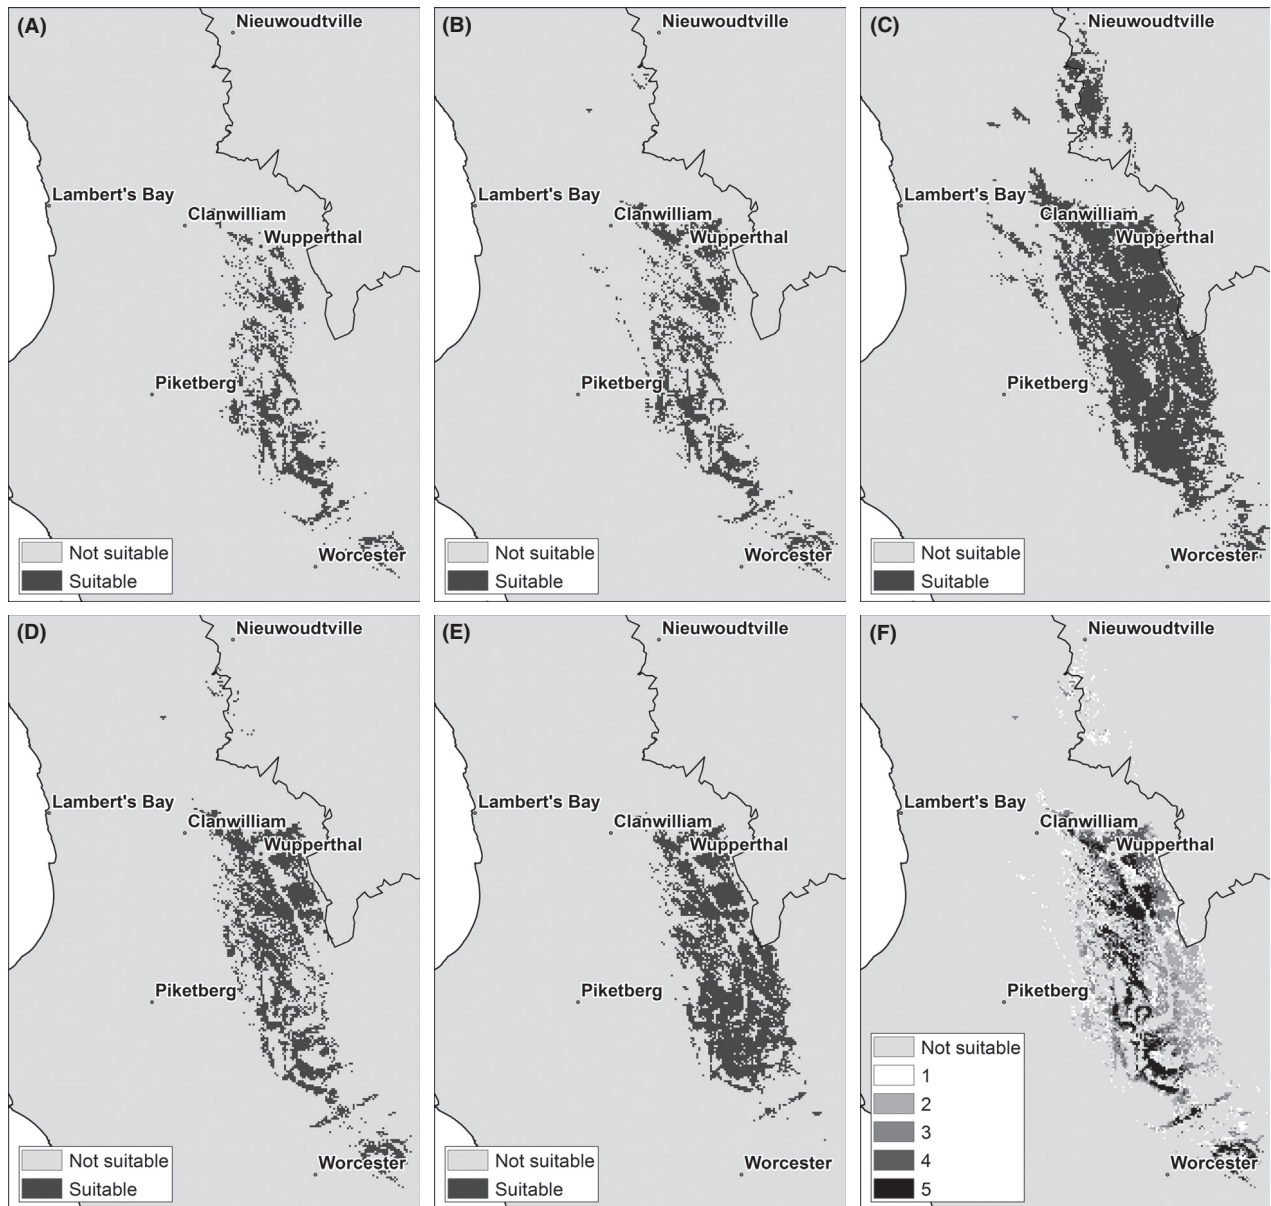 (A)
Nieuwoudtville
Lambert's Bay
Clanwilliam
Wupperthal
Piketberg
Worcester
Not suitable
Suitable
(B)
Nieuwoudtville
Lambert's Bay
Clanwilliam
Wupperthal
Piketberg
Worcester
Not suitable
Suitable
(C)
Nieuwoudtville
Lambert's Bay
Clanwilliam
Wupperthal
Piketberg
Worcester
Not suitable
Suitable
(D)
Nieuwoudtville
Lambert's Bay
Clanwilliam
Wupperthal
Piketberg
Worcester
Not suitable
Suitable
(E)
Nieuwoudtville
Lambert's Bay
Clanwilliam
Wupperthal
Piketberg
Worcester
Not suitable
Suitable
(F)
Nieuwoudtville
Lambert's Bay
Clanwilliam
Wupperthal
Piketberg
Worcester
Not suitable
1
2
3
4
5